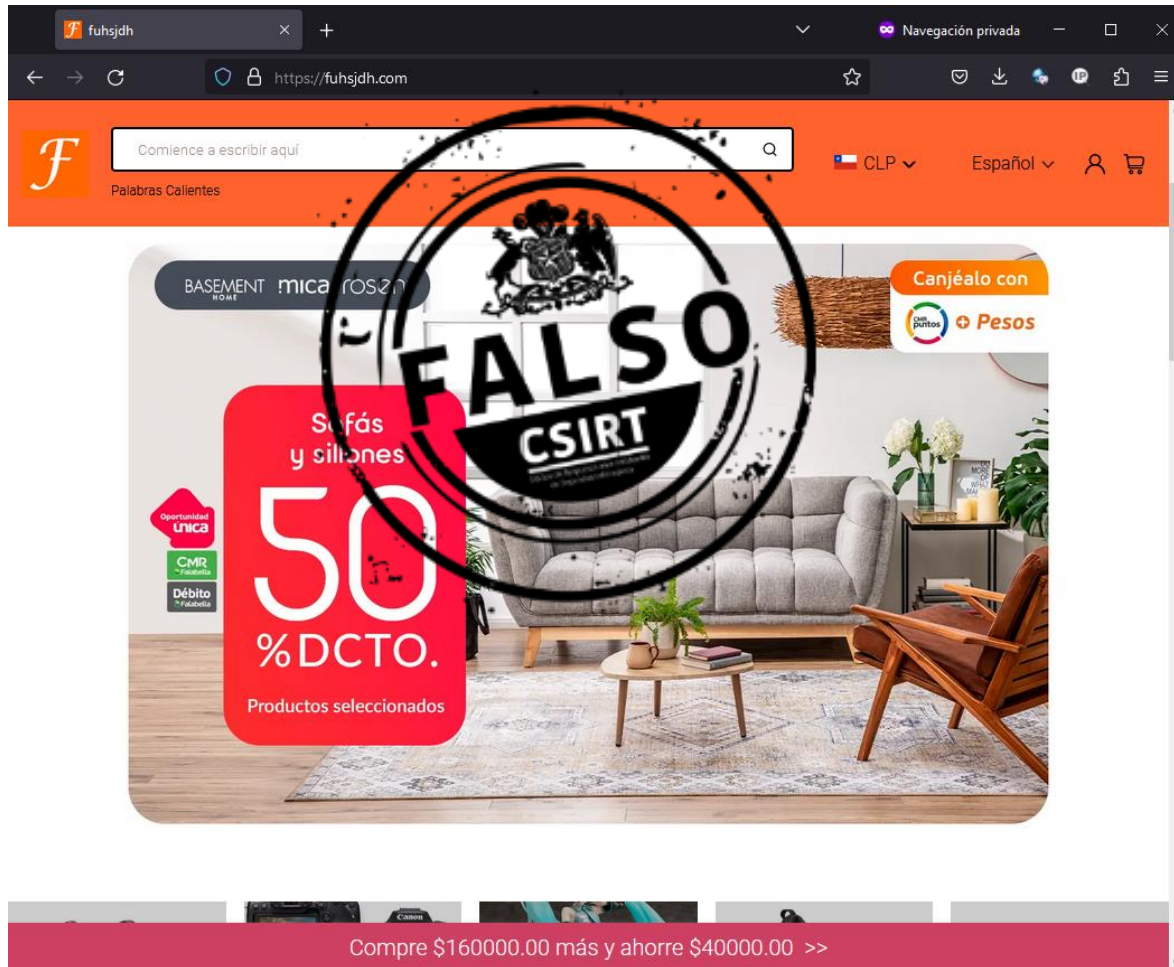 fuhsjdh
Navegación privada
https://fuhsjdh.com
F
Comience a escribir aquí
Palabras Calientes
CLP
Español
BASEMENT
HOME
mica rosen
Canjéalo con
CMR
puntos
+ Pesos
FALSO
CSIRT
Sofás
y sillones
50
%DCTO.
Productos seleccionados
Oportunidad
única
CMR
Falabella
Débito
Falabella
Canon
Compre $160000.00 más y ahorre $40000.00 >>